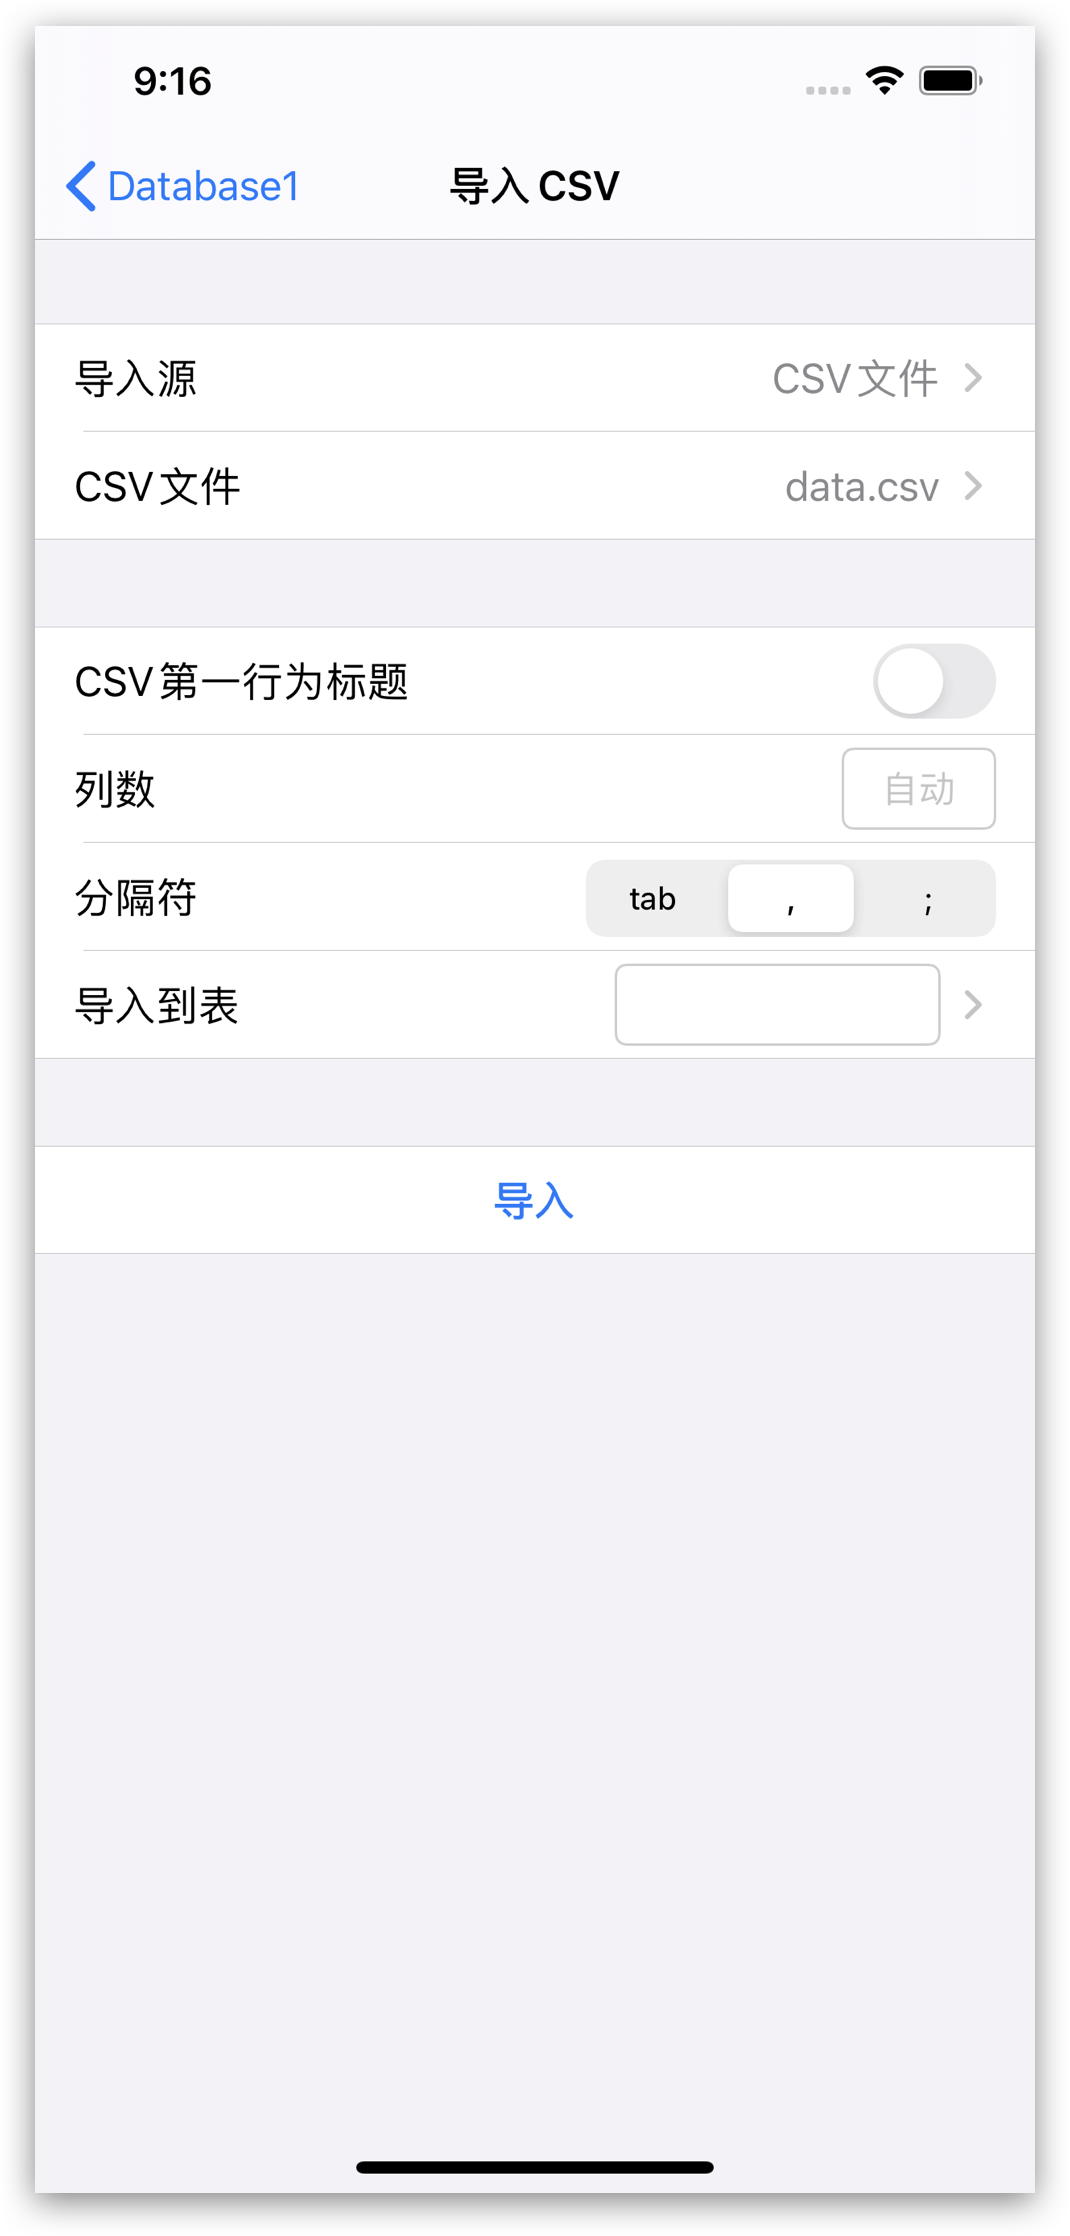 9:16
Database1 导入 CSV
导入源 CSV文件
CSV文件 data.csv
CSV第一行为标题
列数 自动
分隔符 tab , ;
导入到表
导入